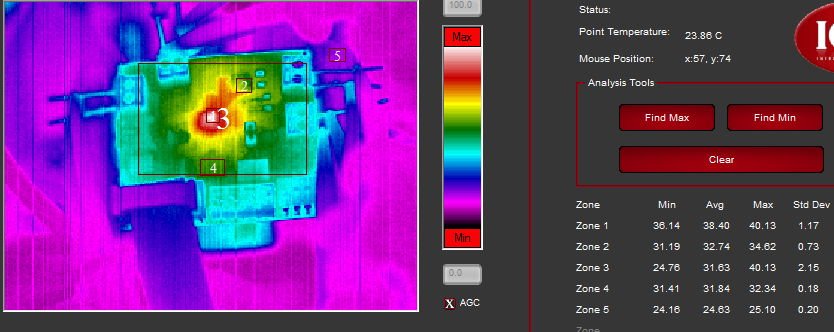 100.0
Max
Min
0.0
X AGC
5
2
1
3
4
Status:
Point Temperature: 23.86 C
Mouse Position: x:57, y:74
Analysis Tools
Find Max Find Min
Clear
Zone Min Avg Max Std Dev
Zone 1 36.14 38.40 40.13 1.17
Zone 2 31.19 32.74 34.62 0.73
Zone 3 24.76 31.63 40.13 2.15
Zone 4 31.41 31.84 32.34 0.18
Zone 5 24.16 24.63 25.10 0.20
Zone